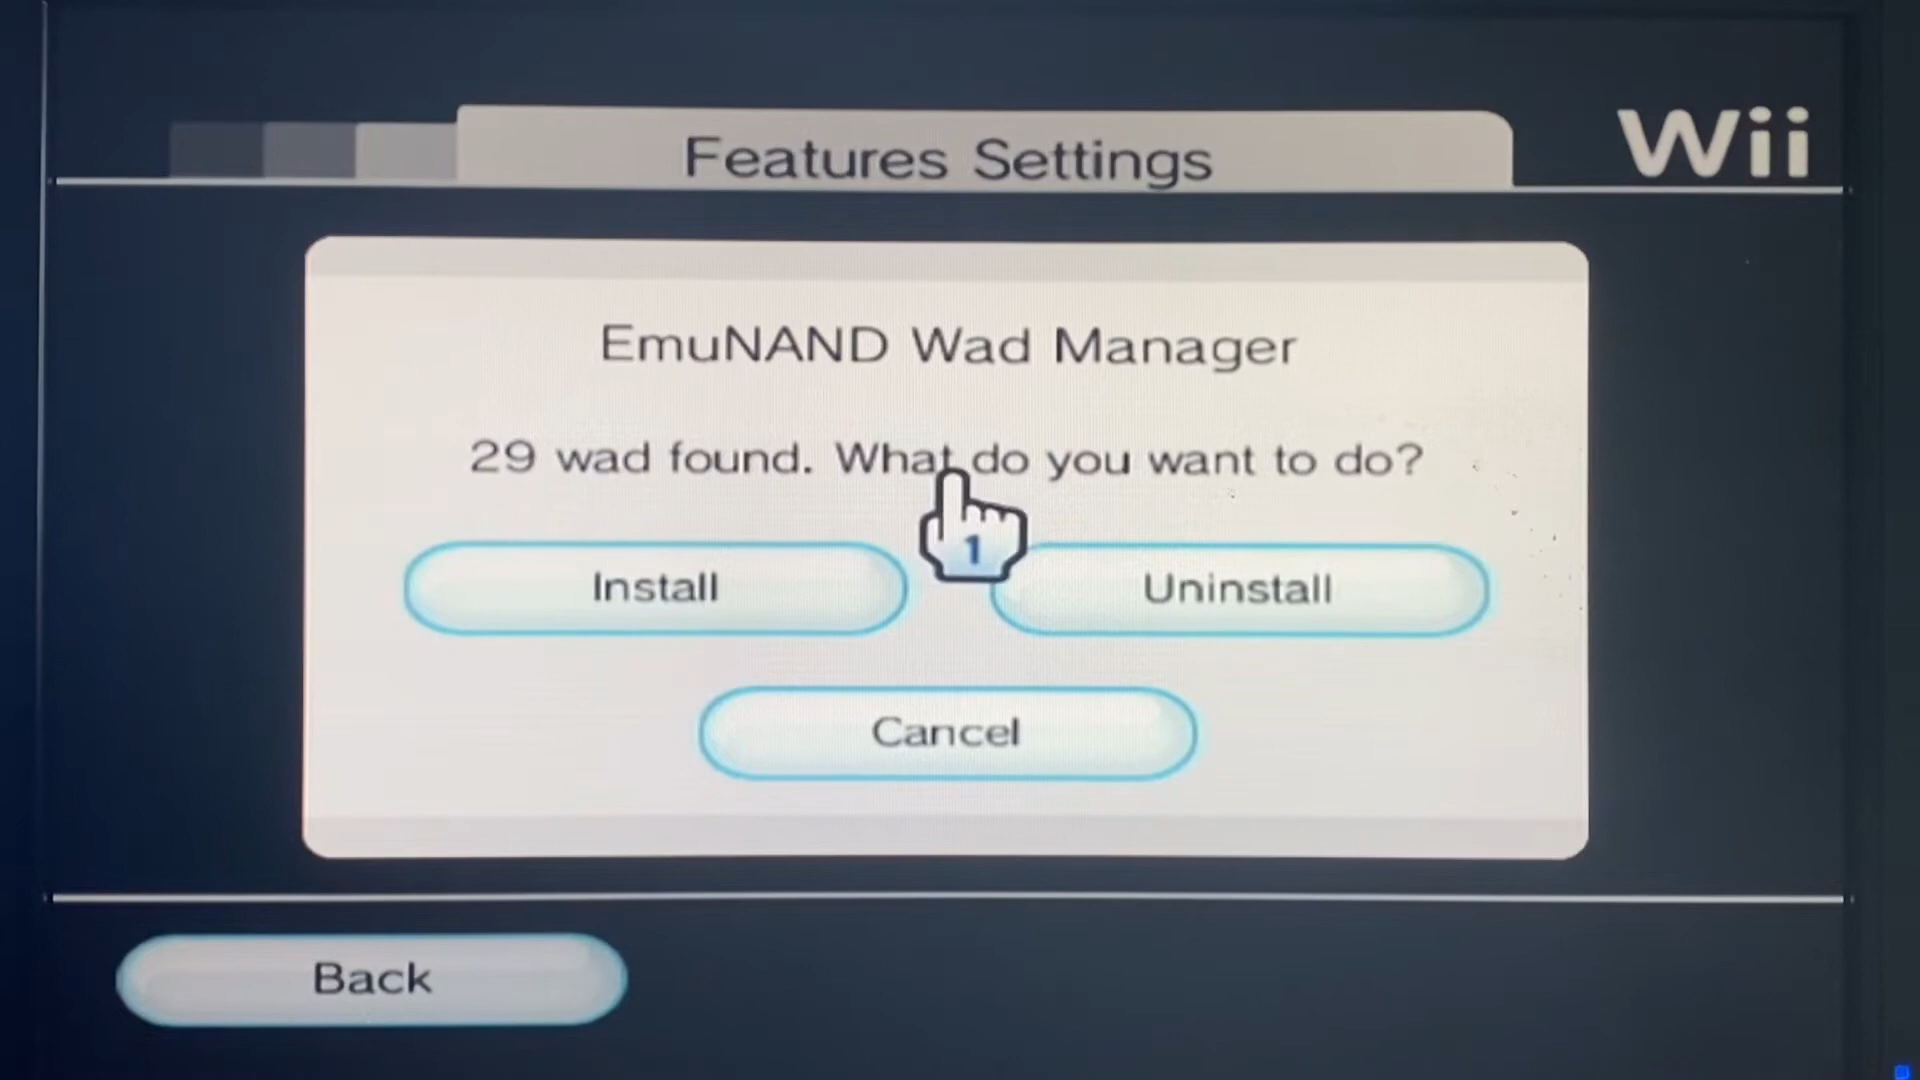 Features Settings
Wii
EmuNAND Wad Manager
29 wad found. What do you want to do?
1
Install
Uninstall
Cancel
Back